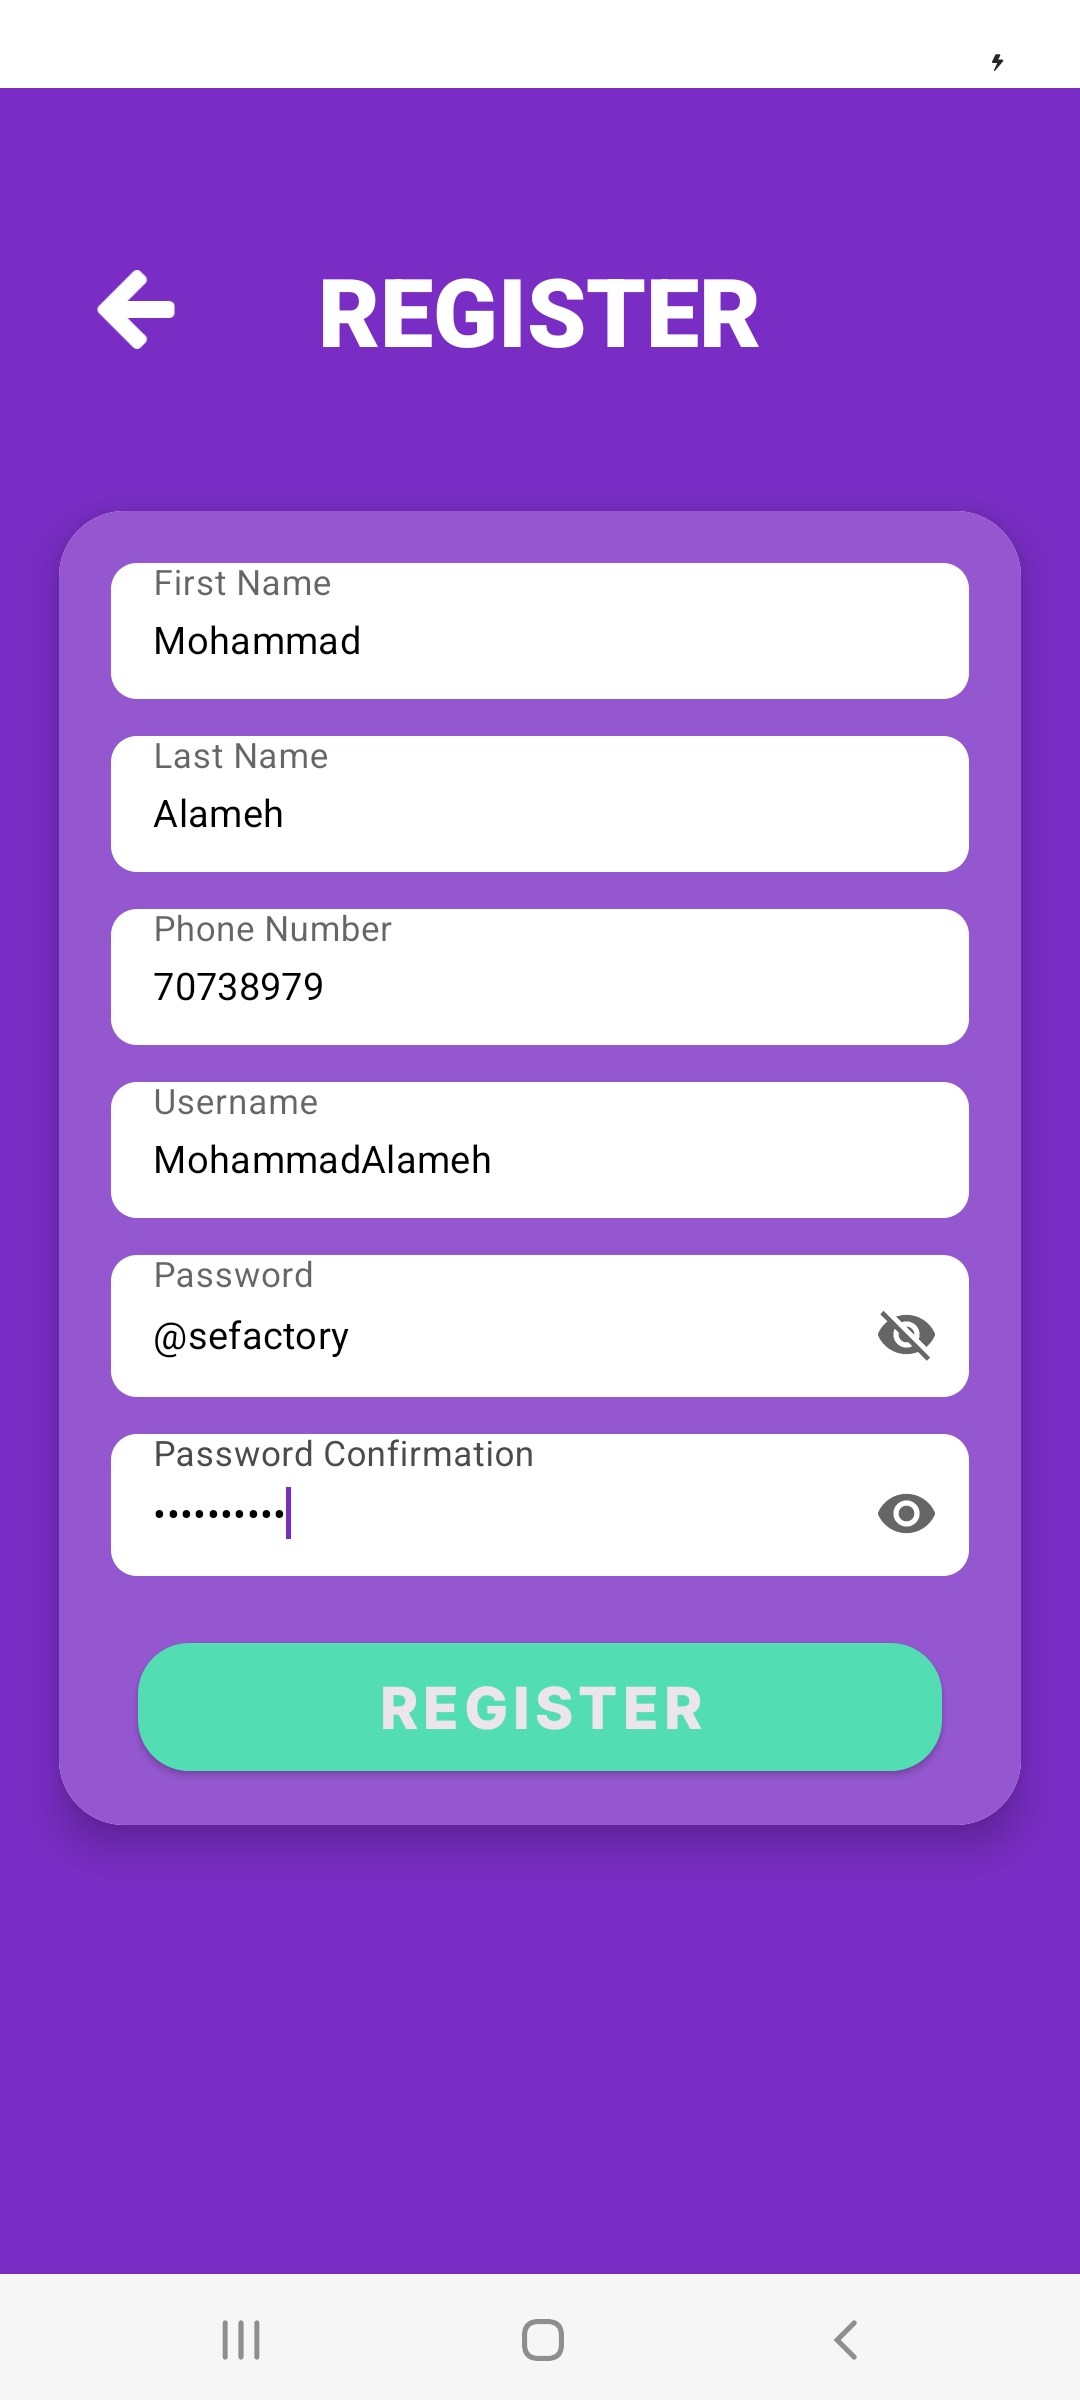 REGISTER
First Name
Mohammad
Last Name
Alameh
Phone Number
70738979
Username
MohammadAlameh
Password
@sefactory
Password Confirmation
••••••••••
REGISTER